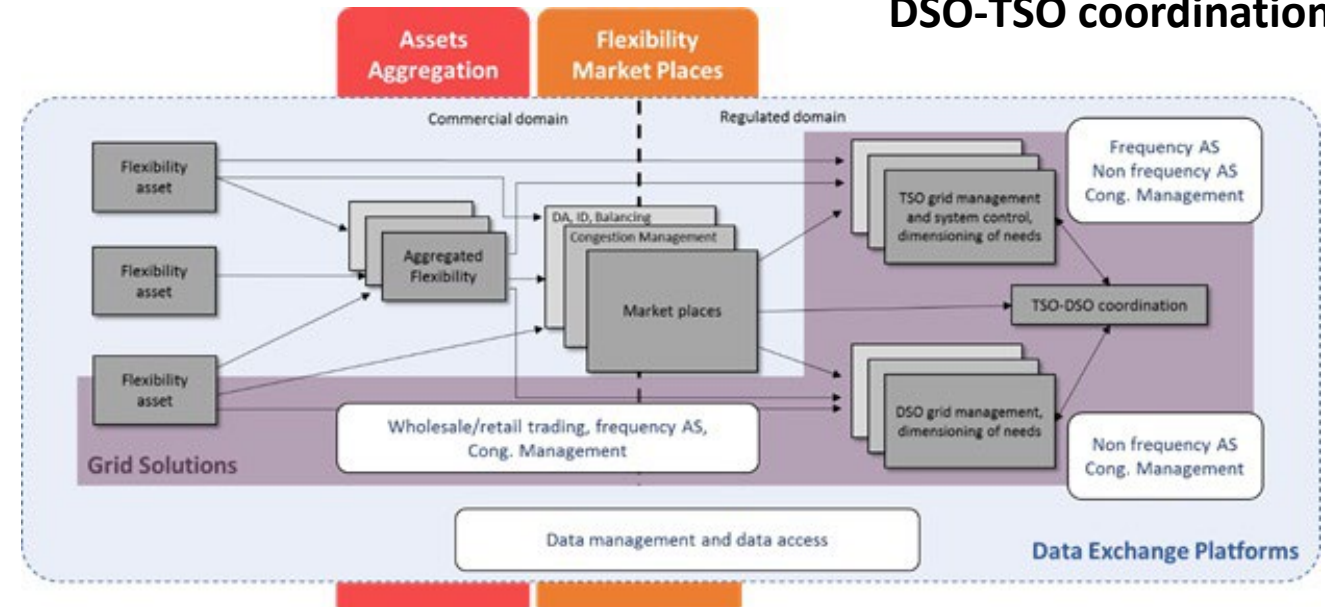 DSO-TSO coordination
Assets
Aggregation
Flexibility
Market Places
Commercial domain
Regulated domain
Flexibility
asset
Flexibility
asset
Flexibility
asset
Aggregated
Flexibility
DA, ID, Balancing
Congestion Management
Market places
TSO grid management
and system control,
dimensioning of needs
Frequency AS
Non frequency AS
Cong. Management
TSO-DSO coordination
DSO grid management,
dimensioning of needs
Non frequency AS
Cong. Management
Wholesale/retail trading, frequency AS,
Cong. Management
Grid Solutions
Data management and data access
Data Exchange Platforms